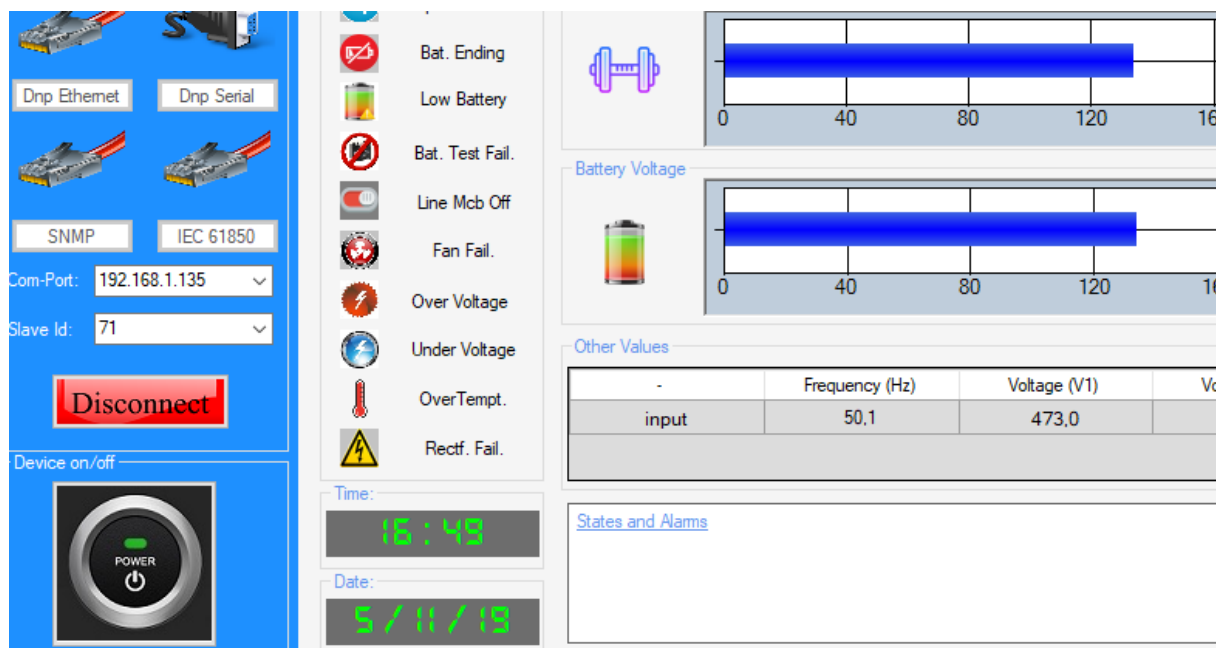 Dnp Ethernet
Dnp Serial
SNMP
IEC 61850
Com-Port:
192.168.1.135
Slave Id:
71
Disconnect
Device on/off
POWER
Bat. Ending
Low Battery
Bat. Test Fail.
Line Mcb Off
Fan Fail.
Over Voltage
Under Voltage
OverTempt.
Rectf. Fail.
Time:
16:49
Date:
5/11/19
0 40 80 120
Battery Voltage
0 40 80 120
Other Values
- Frequency (Hz) Voltage (V1)
input 50,1 473,0
States and Alarms